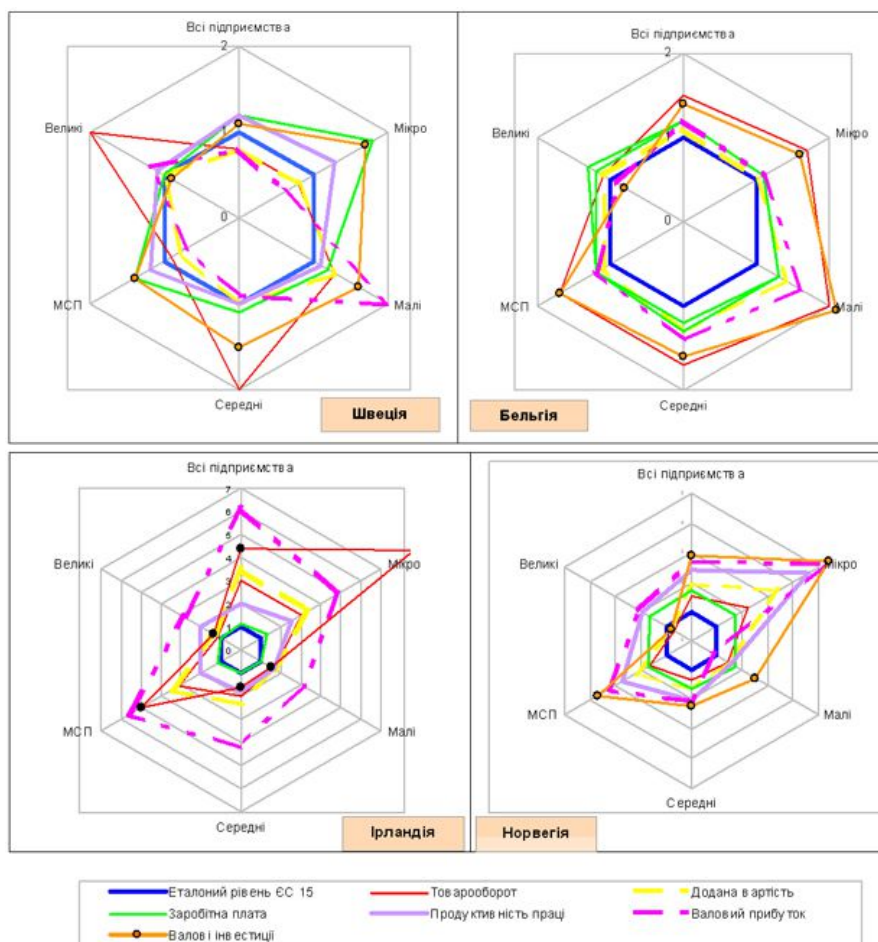 Всі підприємства
2
Великі
Мікро
1
0
МСП
Малі
Середні
Швеція
Всі підприємства
2
Великі
Мікро
1
0
МСП
Малі
Середні
Бельгія
Всі підприємства
7
6
5
4
3
2
1
0
Великі
Мікро
МСП
Малі
Середні
Ірландія
Всі підприємства
Великі
Мікро
МСП
Малі
Середні
Норвегія
Еталоний рівень ЄС 15
Товарооборот
Додана вартість
Заробітна плата
Продуктивність праці
Валовий прибуток
Валові інвестиції